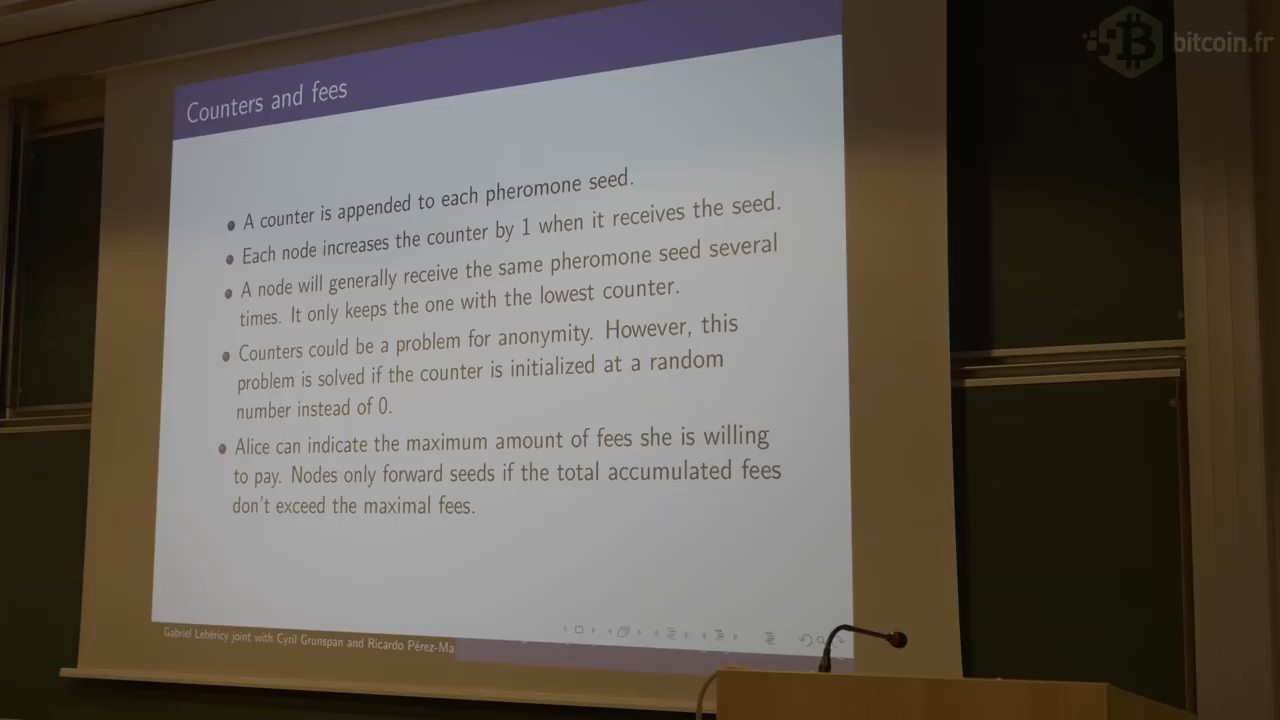 bitcoin.fr
Counters and fees
A counter is appended to each pheromone seed.
Each node increases the counter by 1 when it receives the seed.
A node will generally receive the same pheromone seed several
times. It only keeps the one with the lowest counter.
Counters could be a problem for anonymity. However, this
problem is solved if the counter is initialized at a random
number instead of 0.
Alice can indicate the maximum amount of fees she is willing
to pay. Nodes only forward seeds if the total accumulated fees
don't exceed the maximal fees.
Gabriel Lehéricy joint with Cyril Grunspan and Ricardo Pérez-Ma